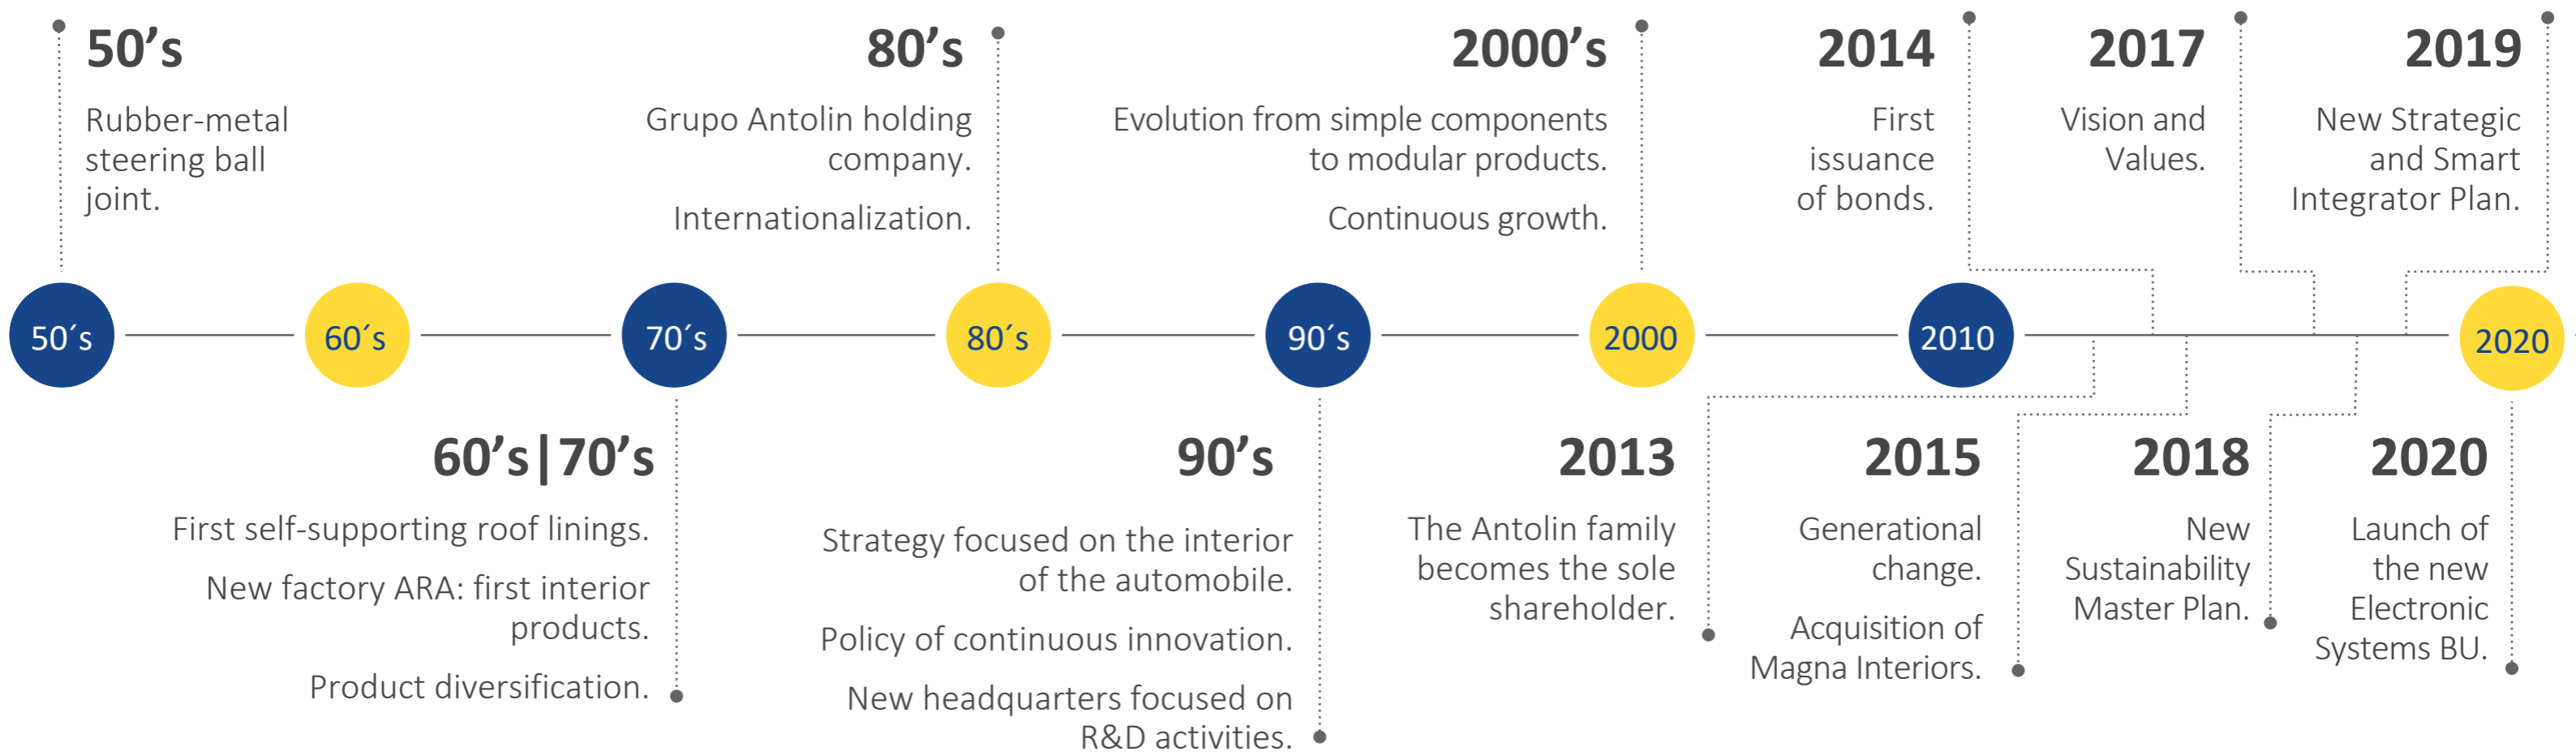 50’s
Rubber-metal
steering ball
joint.
80’s
Grupo Antolin holding
company.
Internationalization.
2000’s
Evolution from simple components
to modular products.
Continuous growth.
2014
First
issuance
of bonds.
2017
Vision and
Values.
2019
New Strategic
and Smart
Integrator Plan.
50´s
60´s
70´s
80´s
90´s
2000
2010
2020
60’s|70’s
First self-supporting roof linings.
New factory ARA: first interior
products.
Product diversification.
90’s
Strategy focused on the interior
of the automobile.
Policy of continuous innovation.
New headquarters focused on
R&D activities.
2013
The Antolin family
becomes the sole
shareholder.
2015
Generational
change.
Acquisition of
Magna Interiors.
2018
New
Sustainability
Master Plan.
2020
Launch of
the new
Electronic
Systems BU.